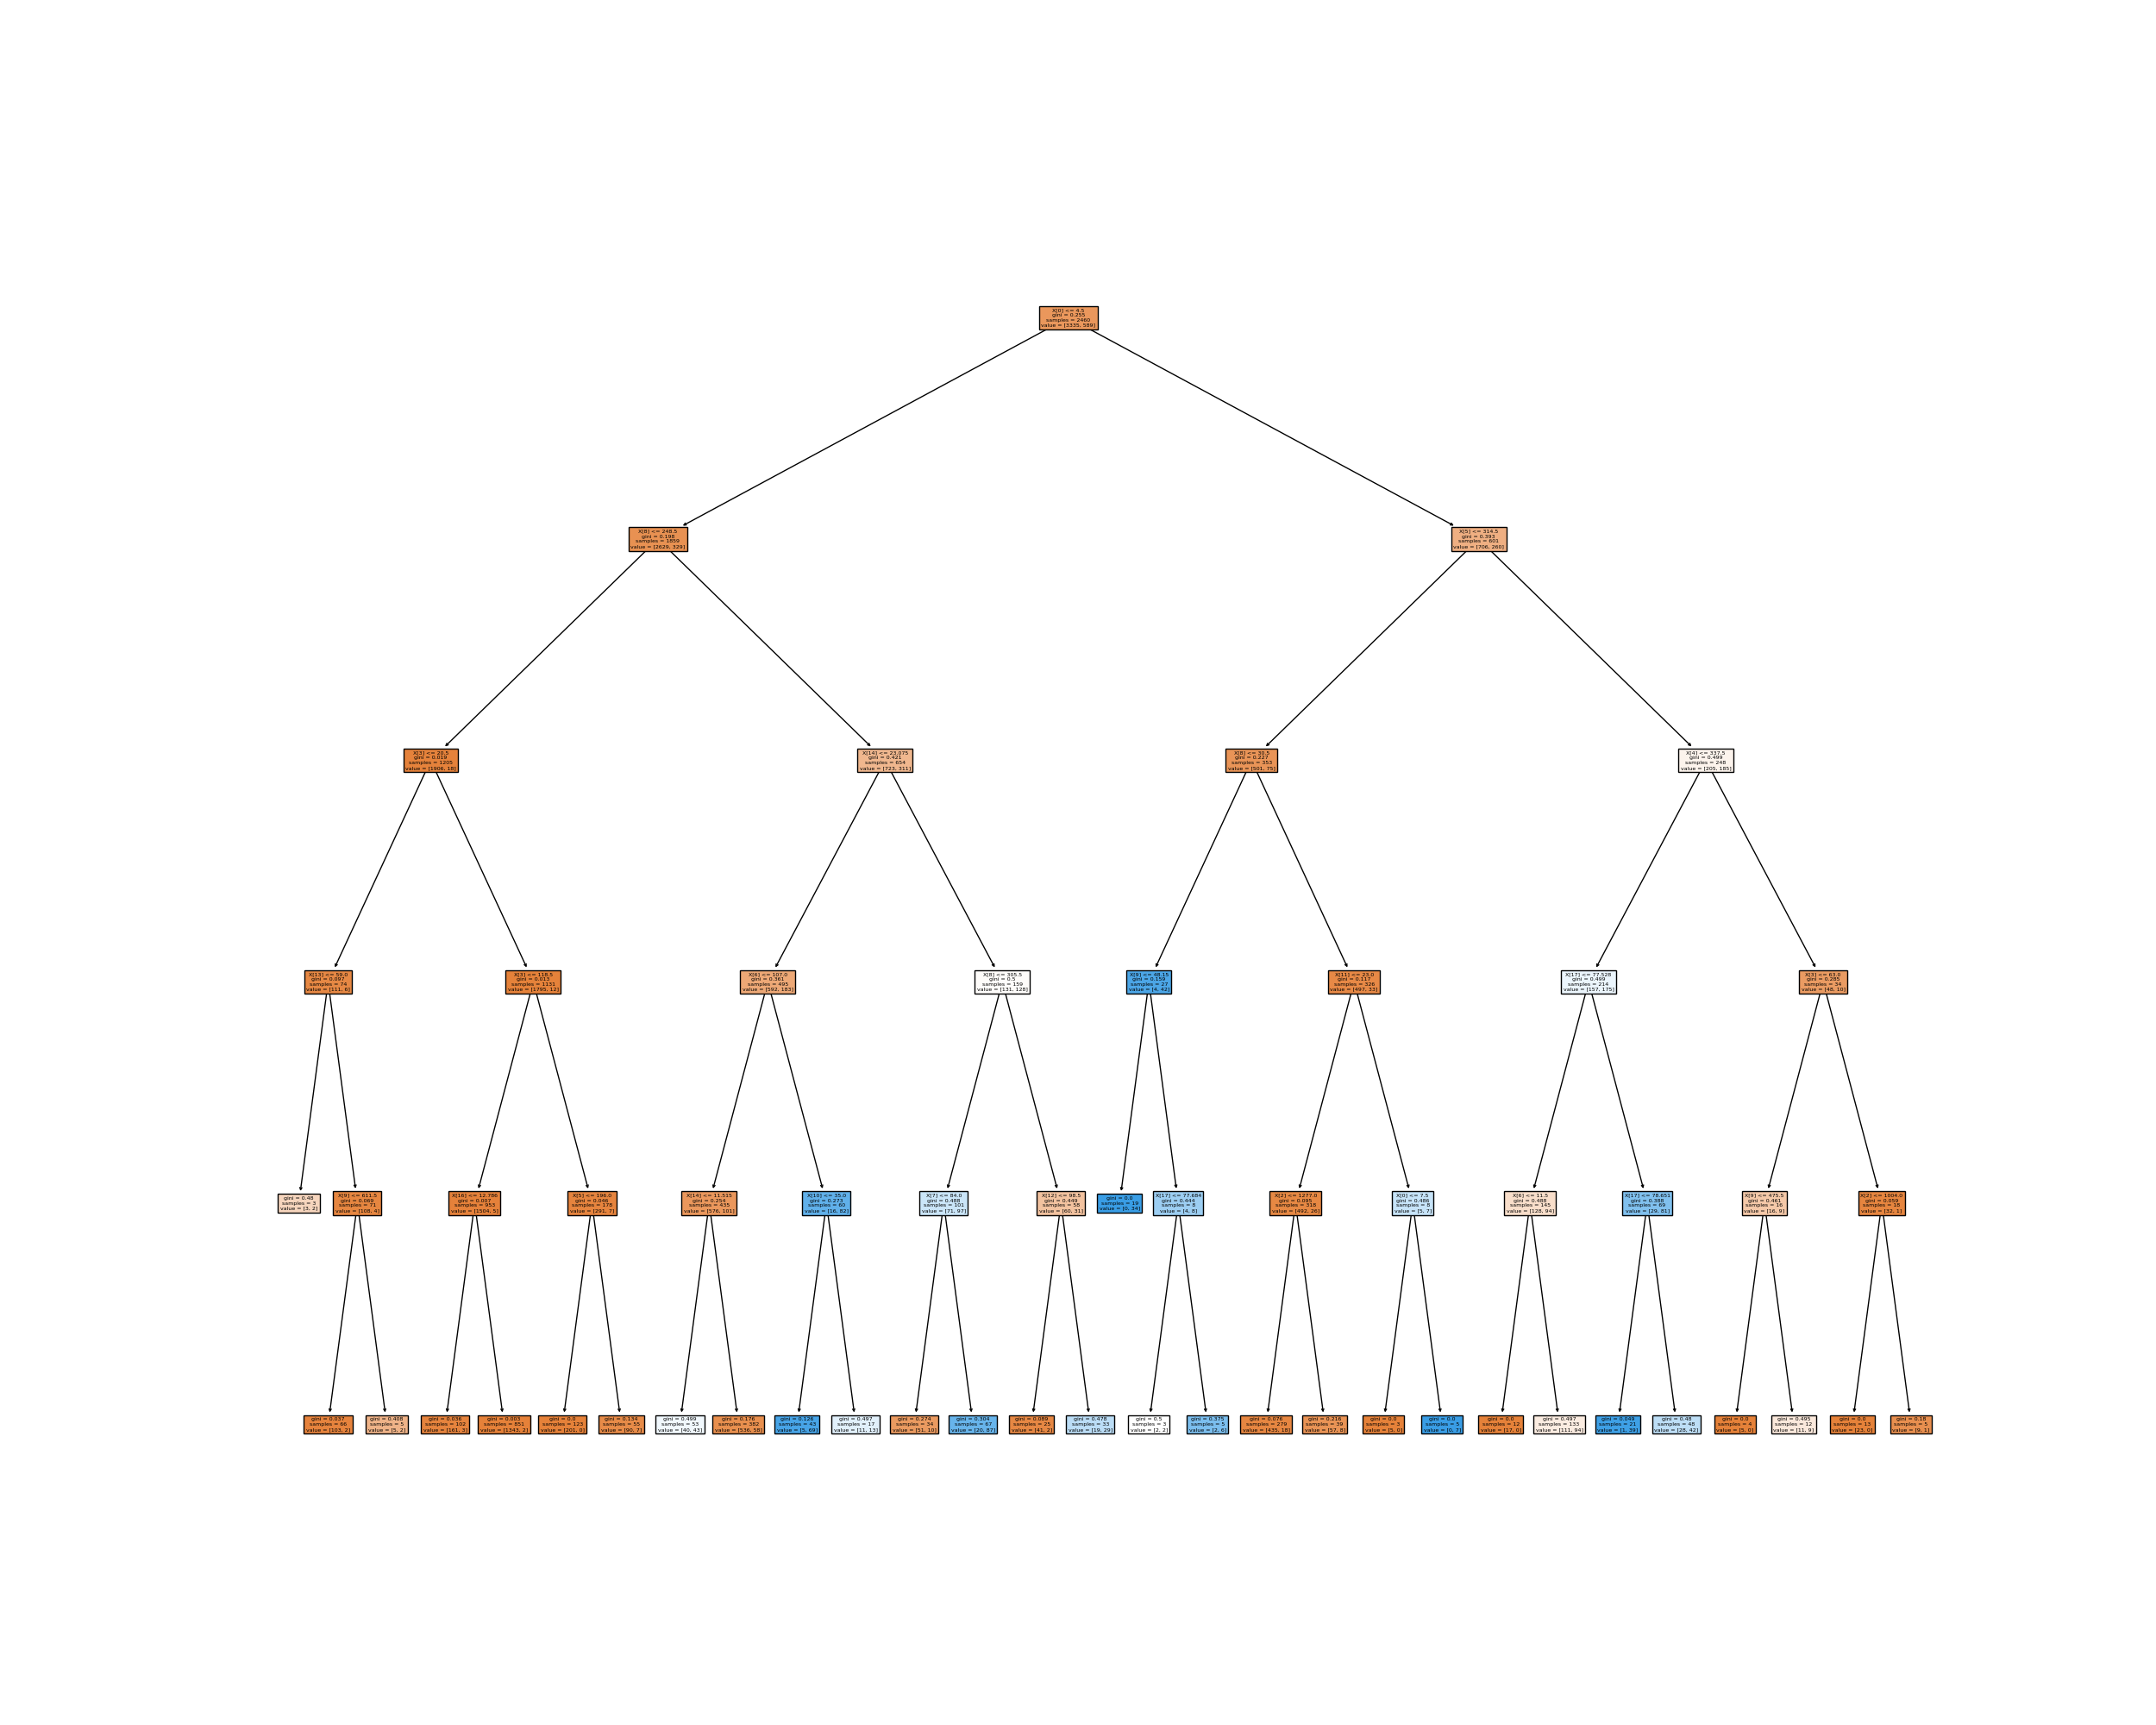 X[0] <= 4.5
gini = 0.255
samples = 2460
value = [3335, 589]
X[8] <= 248.5
gini = 0.198
samples = 1859
value = [2629, 329]
X[5] <= 314.5
gini = 0.393
samples = 601
value = [706, 260]
X[3] <= 20.5
gini = 0.019
samples = 1205
value = [1906, 18]
X[14] <= 23.075
gini = 0.421
samples = 654
value = [723, 311]
X[8] <= 30.5
gini = 0.227
samples = 353
value = [501, 75]
X[4] <= 337.5
gini = 0.499
samples = 248
value = [205, 185]
X[13] <= 59.0
gini = 0.097
samples = 74
value = [111, 6]
X[3] <= 118.5
gini = 0.013
samples = 1131
value = [1795, 12]
X[6] <= 107.0
gini = 0.361
samples = 495
value = [592, 183]
X[8] <= 305.5
gini = 0.5
samples = 159
value = [131, 128]
X[9] <= 48.15
gini = 0.159
samples = 27
value = [4, 42]
X[11] <= 23.0
gini = 0.117
samples = 326
value = [497, 33]
X[17] <= 77.528
gini = 0.499
samples = 214
value = [157, 175]
X[3] <= 63.0
gini = 0.285
samples = 34
value = [48, 10]
gini = 0.48
samples = 3
value = [3, 2]
X[9] <= 611.5
gini = 0.069
samples = 71
value = [108, 4]
X[16] <= 12.786
gini = 0.007
samples = 953
value = [1504, 5]
X[5] <= 196.0
gini = 0.046
samples = 178
value = [291, 7]
X[14] <= 11.515
gini = 0.254
samples = 435
value = [576, 101]
X[10] <= 35.0
gini = 0.273
samples = 60
value = [16, 82]
X[7] <= 84.0
gini = 0.488
samples = 101
value = [71, 97]
X[12] <= 98.5
gini = 0.449
samples = 58
value = [60, 31]
gini = 0.0
samples = 19
value = [0, 34]
X[17] <= 77.684
gini = 0.444
samples = 8
value = [4, 8]
X[2] <= 1277.0
gini = 0.095
samples = 318
value = [492, 26]
X[0] <= 7.5
gini = 0.486
samples = 8
value = [5, 7]
X[6] <= 11.5
gini = 0.488
samples = 145
value = [128, 94]
X[17] <= 78.651
gini = 0.388
samples = 69
value = [29, 81]
X[9] <= 475.5
gini = 0.461
samples = 16
value = [16, 9]
X[2] <= 1004.0
gini = 0.059
samples = 18
value = [32, 1]
gini = 0.037
samples = 66
value = [103, 2]
gini = 0.408
samples = 5
value = [5, 2]
gini = 0.036
samples = 102
value = [161, 3]
gini = 0.003
samples = 851
value = [1343, 2]
gini = 0.0
samples = 123
value = [201, 0]
gini = 0.134
samples = 55
value = [90, 7]
gini = 0.499
samples = 53
value = [40, 43]
gini = 0.176
samples = 382
value = [536, 58]
gini = 0.126
samples = 43
value = [5, 69]
gini = 0.497
samples = 17
value = [11, 13]
gini = 0.274
samples = 34
value = [51, 10]
gini = 0.304
samples = 67
value = [20, 87]
gini = 0.089
samples = 25
value = [41, 2]
gini = 0.478
samples = 33
value = [19, 29]
gini = 0.5
samples = 3
value = [2, 2]
gini = 0.375
samples = 5
value = [2, 6]
gini = 0.076
samples = 279
value = [435, 18]
gini = 0.216
samples = 39
value = [57, 8]
gini = 0.0
samples = 3
value = [5, 0]
gini = 0.0
samples = 5
value = [0, 7]
gini = 0.0
samples = 12
value = [17, 0]
gini = 0.497
samples = 133
value = [111, 94]
gini = 0.049
samples = 21
value = [1, 39]
gini = 0.48
samples = 48
value = [28, 42]
gini = 0.0
samples = 4
value = [5, 0]
gini = 0.495
samples = 12
value = [11, 9]
gini = 0.0
samples = 13
value = [23, 0]
gini = 0.18
samples = 5
value = [9, 1]